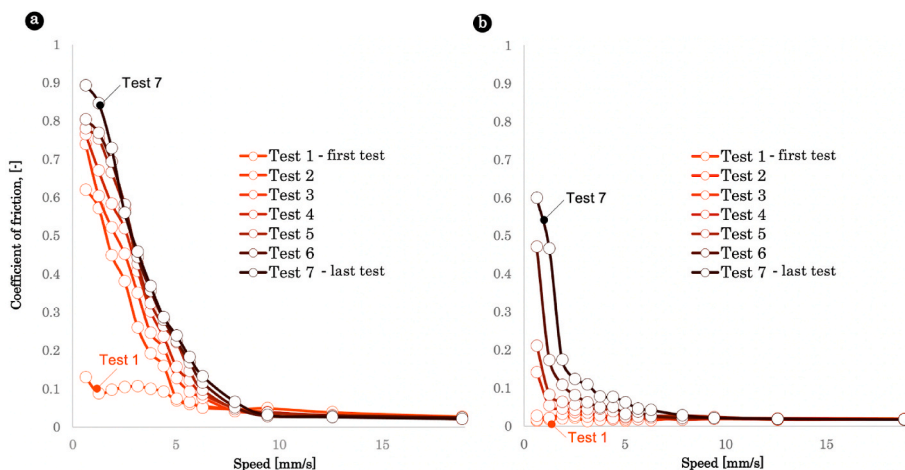 a
1
0.9
0.8
0.7
0.6
0.5
0.4
0.3
0.2
0.1
0
0
5
10
15
Coefficient of friction, [-]
Speed [mm/s]
Test 7
Test 1
Test 1 - first test
Test 2
Test 3
Test 4
Test 5
Test 6
Test 7 - last test
b
1
0.9
0.8
0.7
0.6
0.5
0.4
0.3
0.2
0.1
0
0
5
10
15
Speed [mm/s]
Test 7
Test 1
Test 1 - first test
Test 2
Test 3
Test 4
Test 5
Test 6
Test 7 - last test